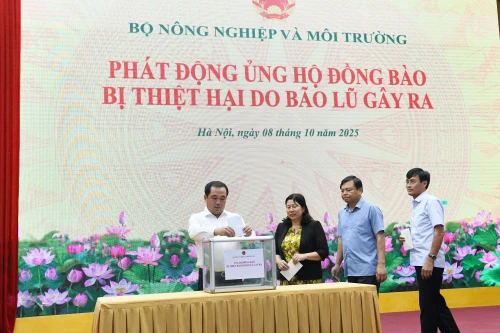 BỘ NÔNG NGHIỆP VÀ MÔI TRƯỜNG
PHÁT ĐỘNG ỦNG HỘ ĐỒNG BÀO
BỊ THIỆT HẠI DO BÃO LŨ GÂY RA
Hà Nội, ngày 08 tháng 10 năm 2025